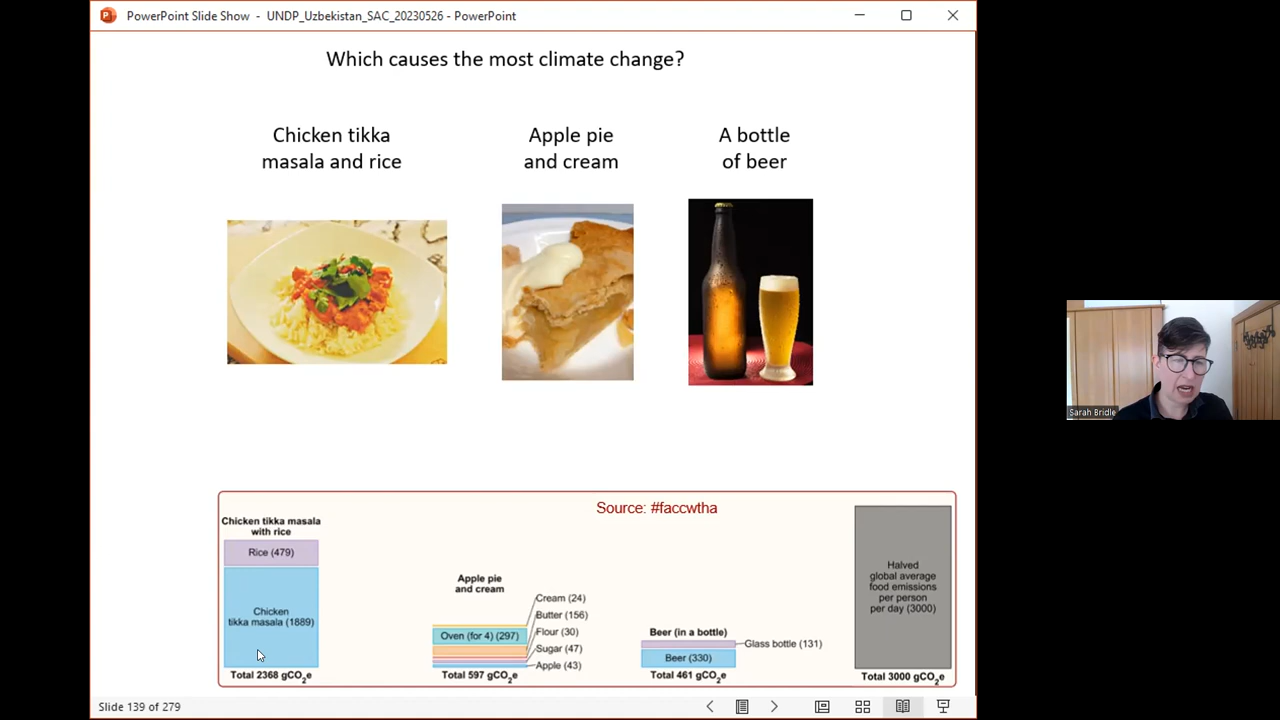 PowerPoint Slide Show - UNDP_Uzbekistan_SAC_20230526 - PowerPoint
Which causes the most climate change?
Chicken tikka
masala and rice
Apple pie
and cream
A bottle
of beer
Source: #faccwtha
Chicken tikka masala
with rice
Rice (479)
Chicken
tikka masala (1889)
Total 2368 gCO₂e
Apple pie
and cream
Cream (24)
Butter (156)
Oven (for 4) (297)
Flour (30)
Sugar (47)
Apple (43)
Total 597 gCO₂e
Beer (in a bottle)
Glass bottle (131)
Beer (330)
Total 461 gCO₂e
Halved
global average
food emissions
per person
per day (3000)
Total 3000 gCO₂e
Sarah Bridle
Slide 139 of 279